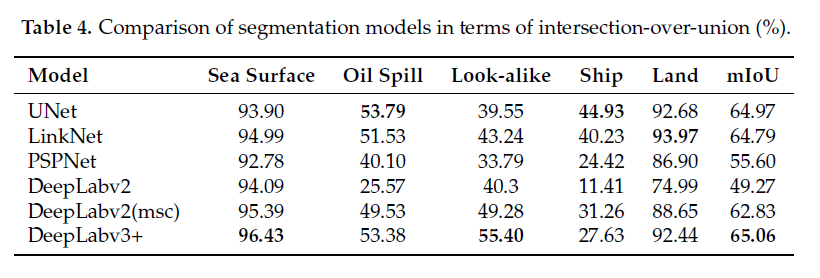 Table 4. Comparison of segmentation models in terms of intersection-over-union (%).
Model Sea Surface Oil Spill Look-alike Ship Land mIoU
UNet 93.90 53.79 39.55 44.93 92.68 64.97
LinkNet 94.99 51.53 43.24 40.23 93.97 64.79
PSPNet 92.78 40.10 33.79 24.42 86.90 55.60
DeepLabv2 94.09 25.57 40.3 11.41 74.99 49.27
DeepLabv2(msc) 95.39 49.53 49.28 31.26 88.65 62.83
DeepLabv3+ 96.43 53.38 55.40 27.63 92.44 65.06